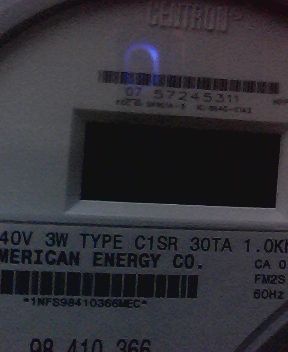 CENTRON®
07 57245311
40V 3W TYPE C1SR 30TA 1.0K
MERICAN ENERGY CO.
CA 0
FM2S
60Hz
*1NFS98410366MEC*
98 410 366